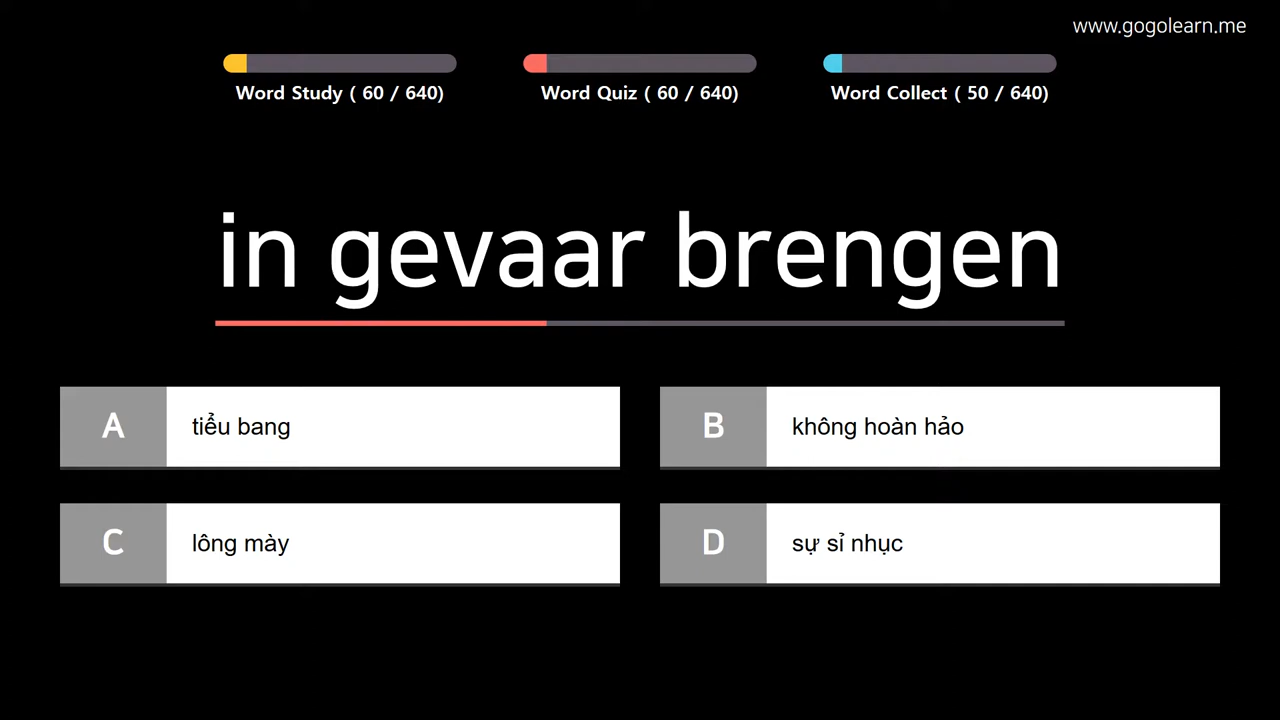 www.gogolearn.me
Word Study ( 60 / 640)
Word Quiz ( 60 / 640)
Word Collect ( 50 / 640)
in gevaar brengen
A tiểu bang
B không hoàn hảo
C lông mày
D sự sỉ nhục